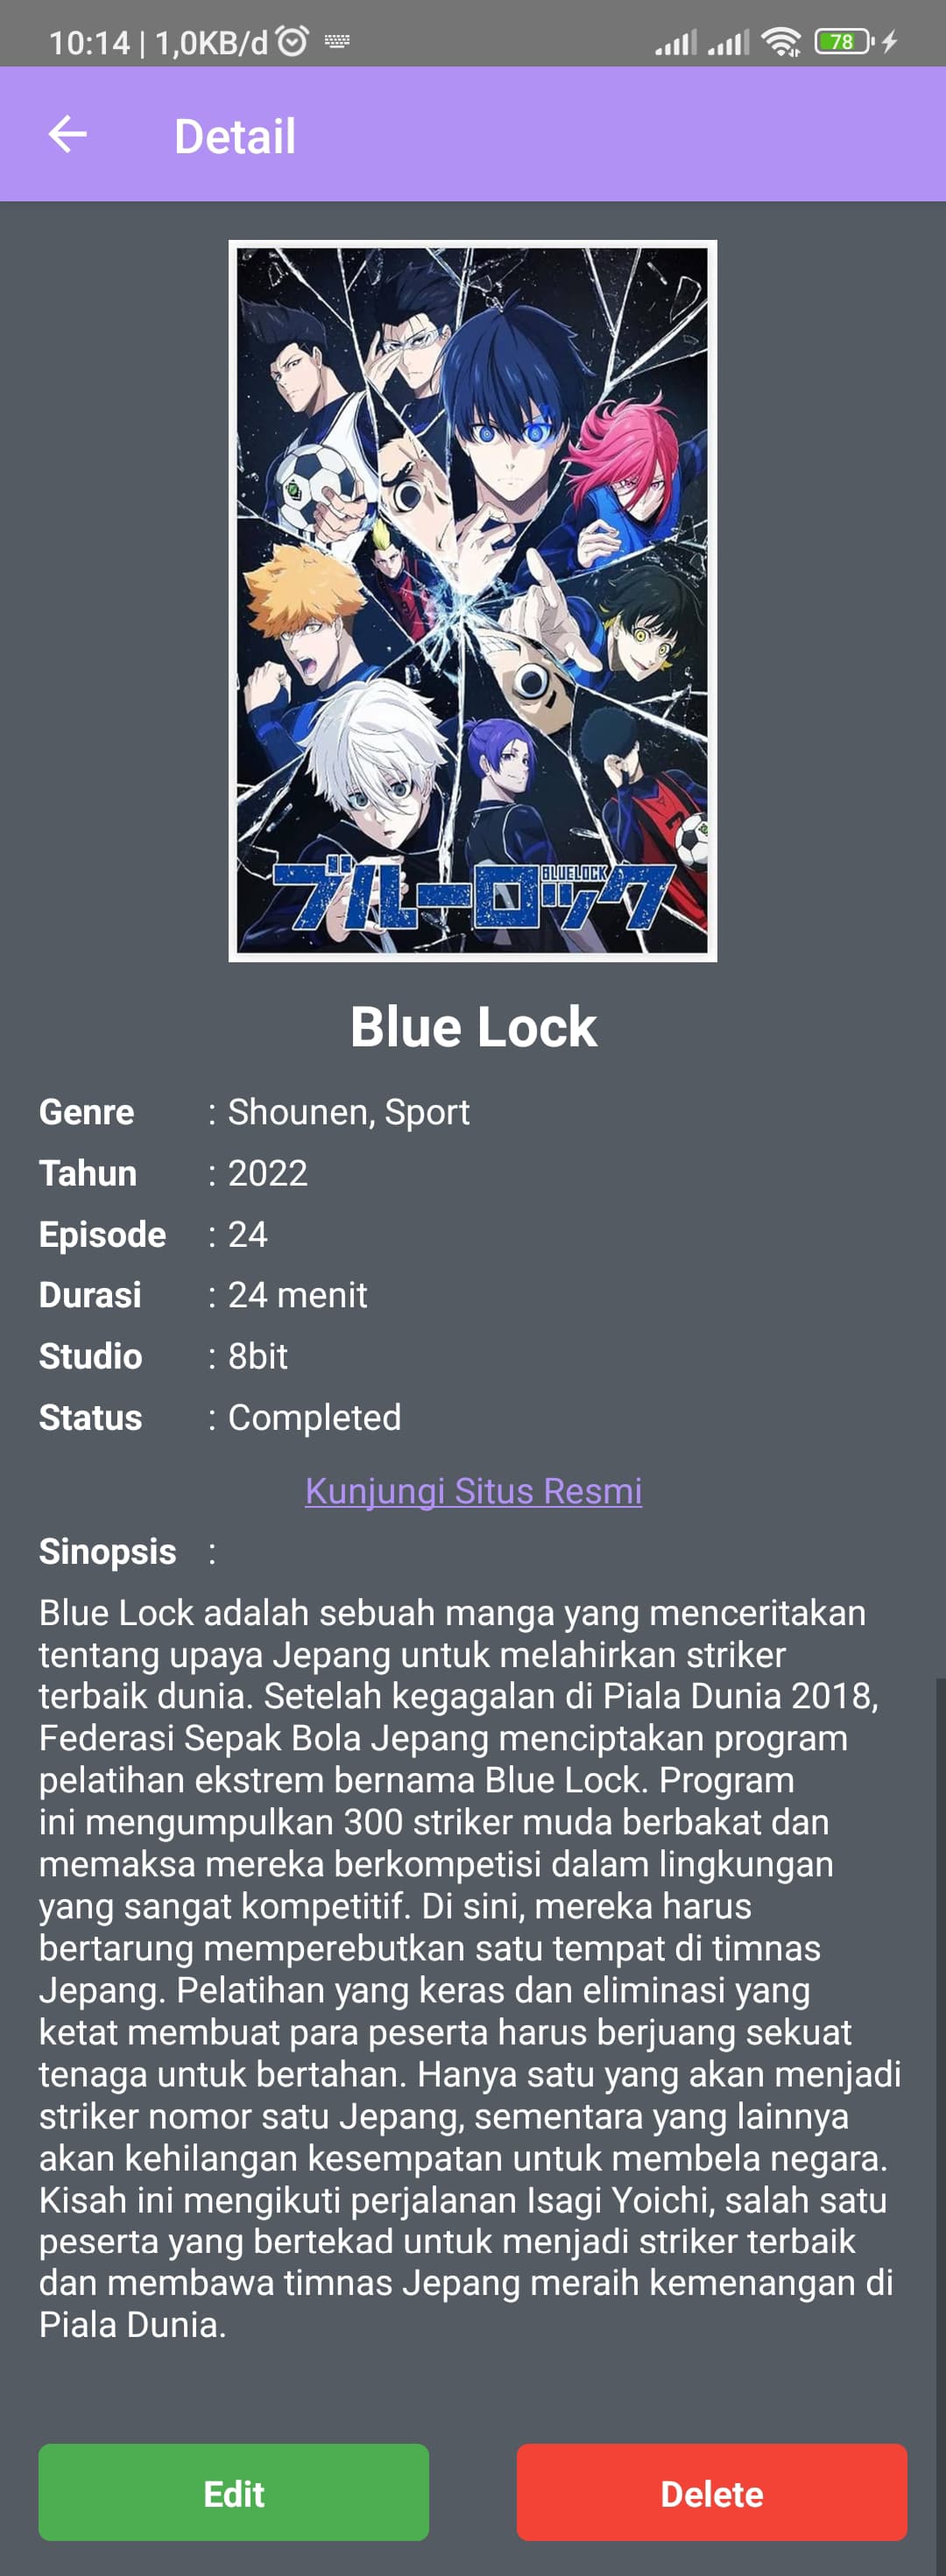 10:14 | 1,0KB/d
78
Detail
ブルーロック
BLUELOCK
Blue Lock
Genre : Shounen, Sport
Tahun : 2022
Episode : 24
Durasi : 24 menit
Studio : 8bit
Status : Completed
Kunjungi Situs Resmi
Sinopsis :
Blue Lock adalah sebuah manga yang menceritakan
tentang upaya Jepang untuk melahirkan striker
terbaik dunia. Setelah kegagalan di Piala Dunia 2018,
Federasi Sepak Bola Jepang menciptakan program
pelatihan ekstrem bernama Blue Lock. Program
ini mengumpulkan 300 striker muda berbakat dan
memaksa mereka berkompetisi dalam lingkungan
yang sangat kompetitif. Di sini, mereka harus
bertarung memperebutkan satu tempat di timnas
Jepang. Pelatihan yang keras dan eliminasi yang
ketat membuat para peserta harus berjuang sekuat
tenaga untuk bertahan. Hanya satu yang akan menjadi
striker nomor satu Jepang, sementara yang lainnya
akan kehilangan kesempatan untuk membela negara.
Kisah ini mengikuti perjalanan Isagi Yoichi, salah satu
peserta yang bertekad untuk menjadi striker terbaik
dan membawa timnas Jepang meraih kemenangan di
Piala Dunia.
Edit
Delete